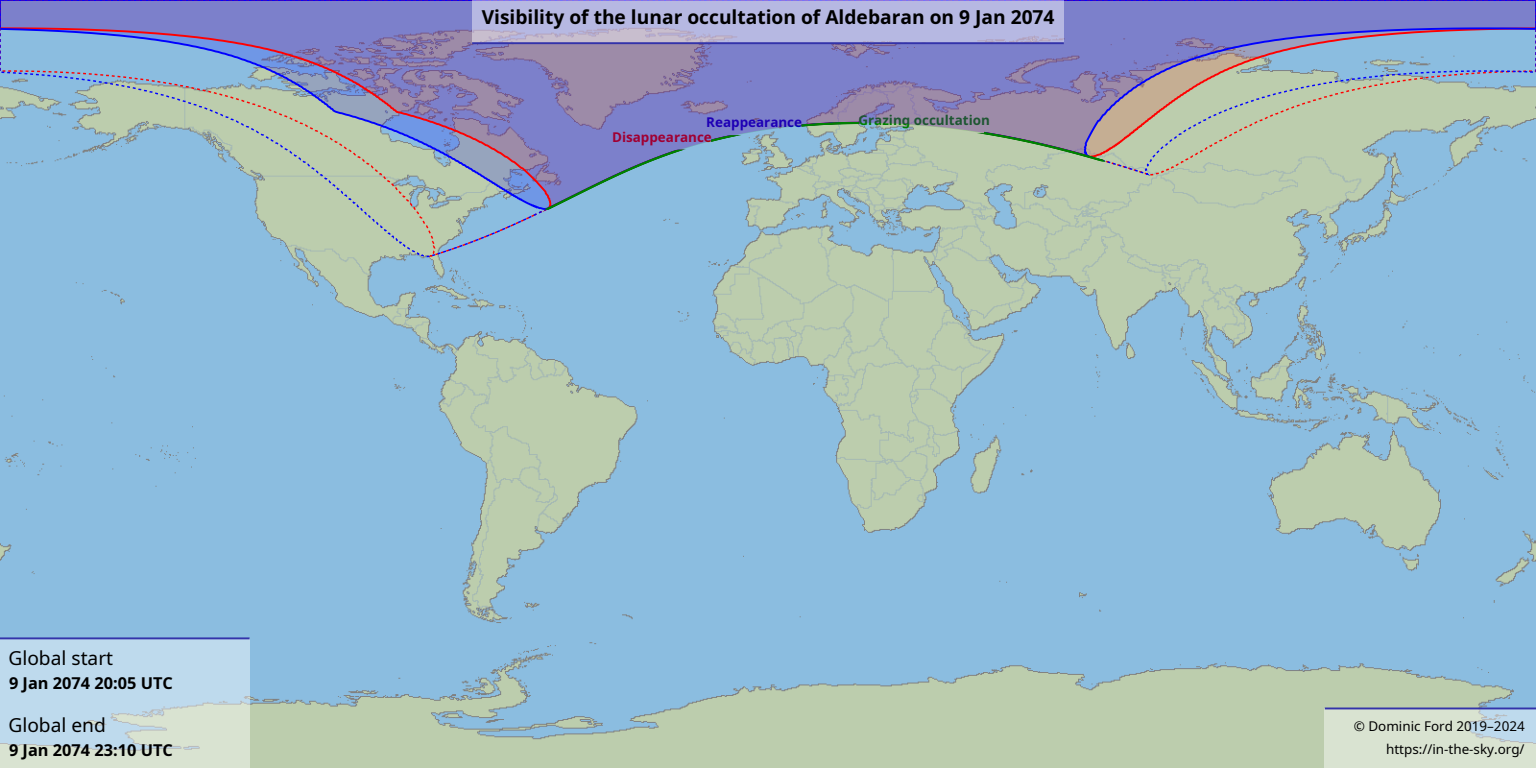 Visibility of the lunar occultation of Aldebaran on 9 Jan 2074
Reappearance
Grazing occultation
Disappearance
Global start
9 Jan 2074 20:05 UTC
Global end
9 Jan 2074 23:10 UTC
© Dominic Ford 2019–2024
https://in-the-sky.org/